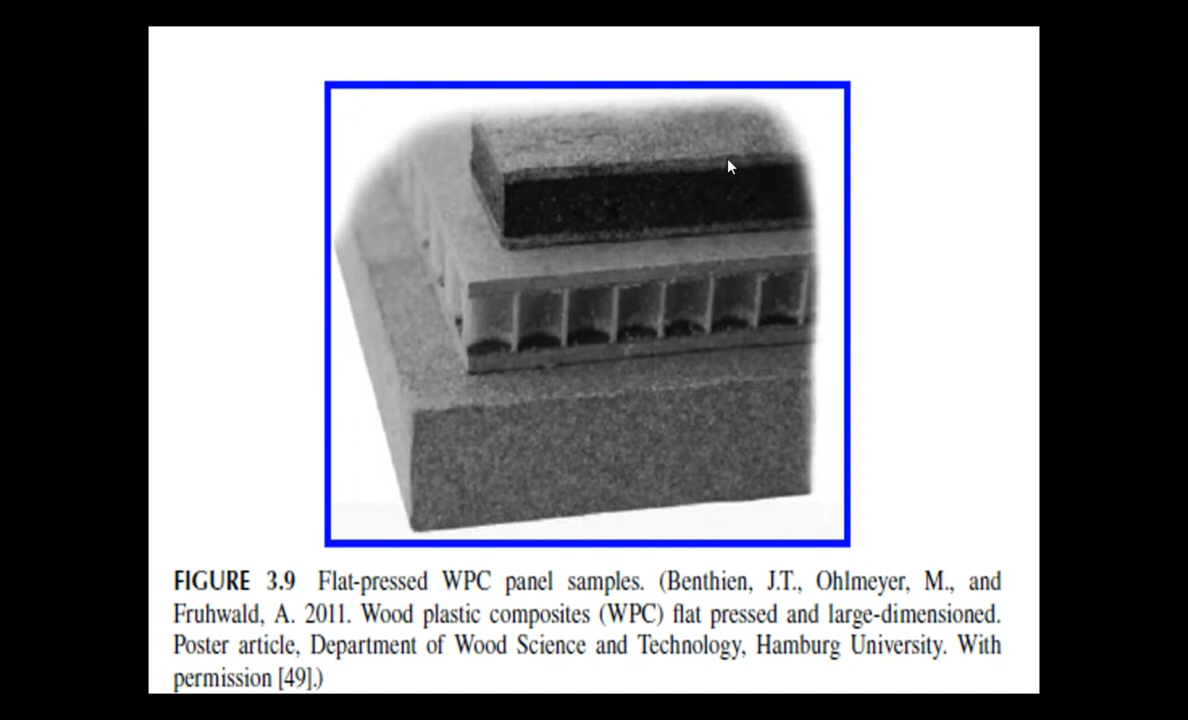 FIGURE 3.9 Flat-pressed WPC panel samples. (Benthien, J.T., Ohlmeyer, M., and
Fruhwald, A. 2011. Wood plastic composites (WPC) flat pressed and large-dimensioned.
Poster article, Department of Wood Science and Technology, Hamburg University. With
permission [49].)